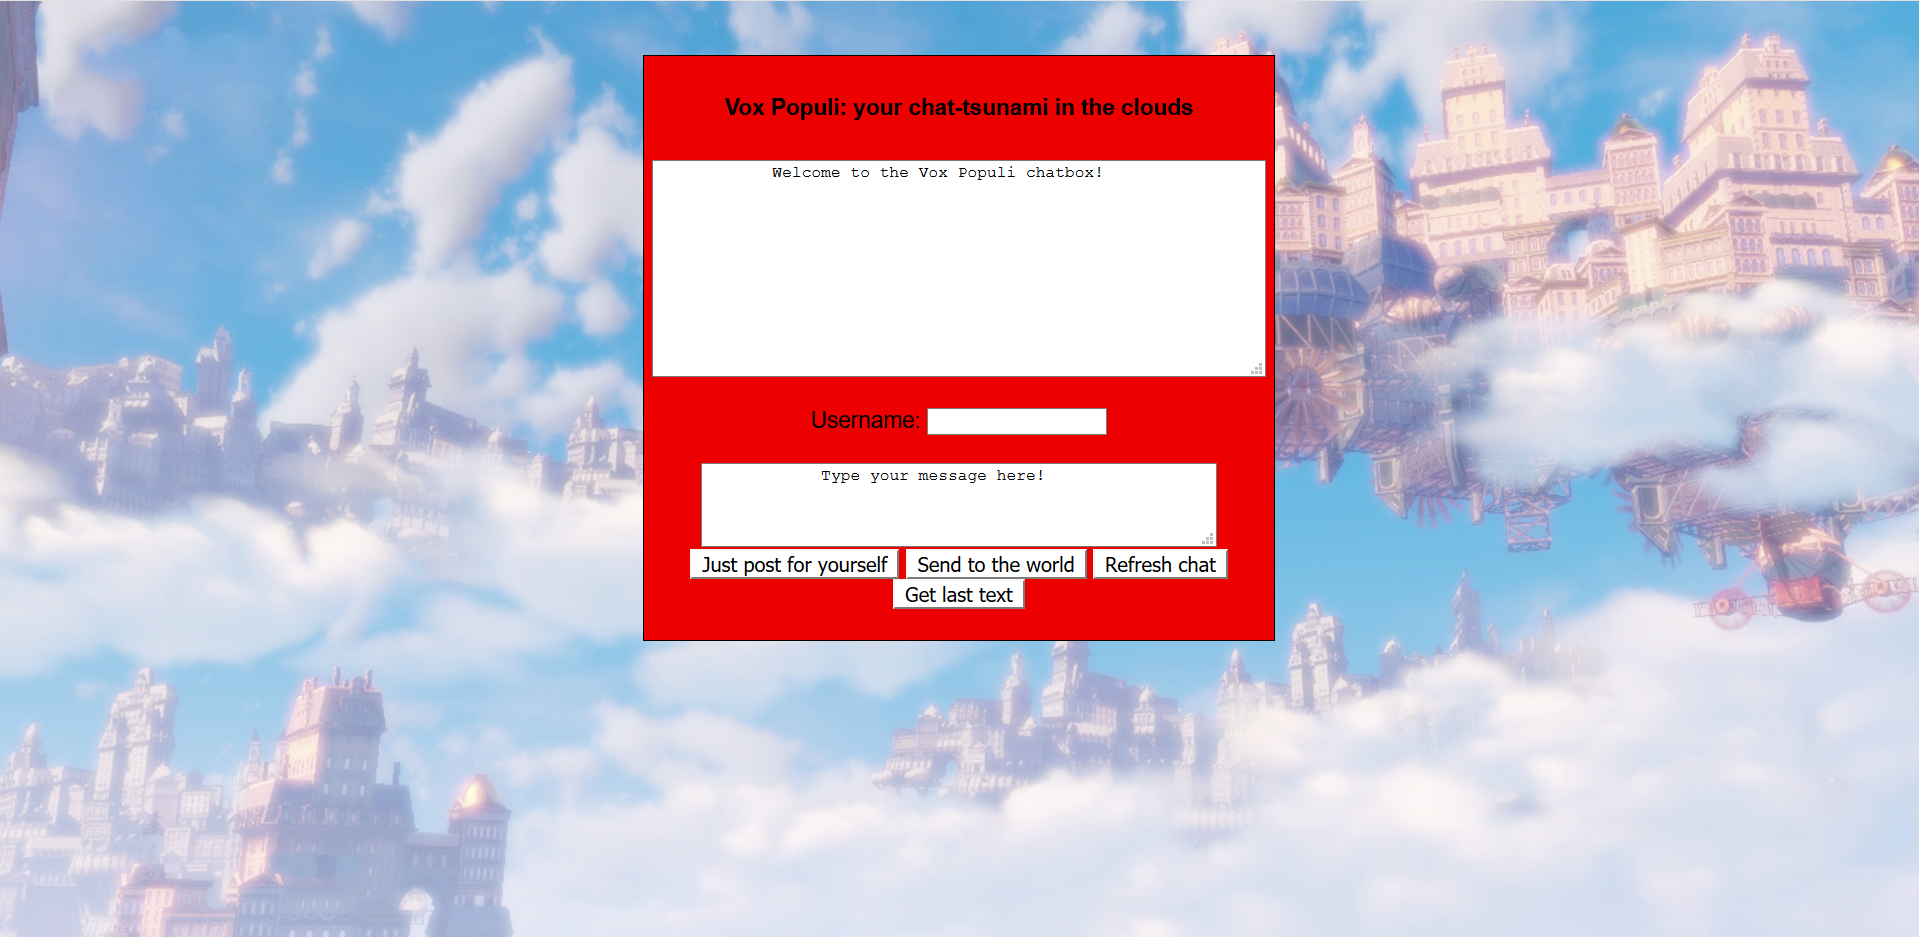 Vox Populi: your chat-tsunami in the clouds
Welcome to the Vox Populi chatbox!
Username:
Type your message here!
Just post for yourself Send to the world Refresh chat
Get last text